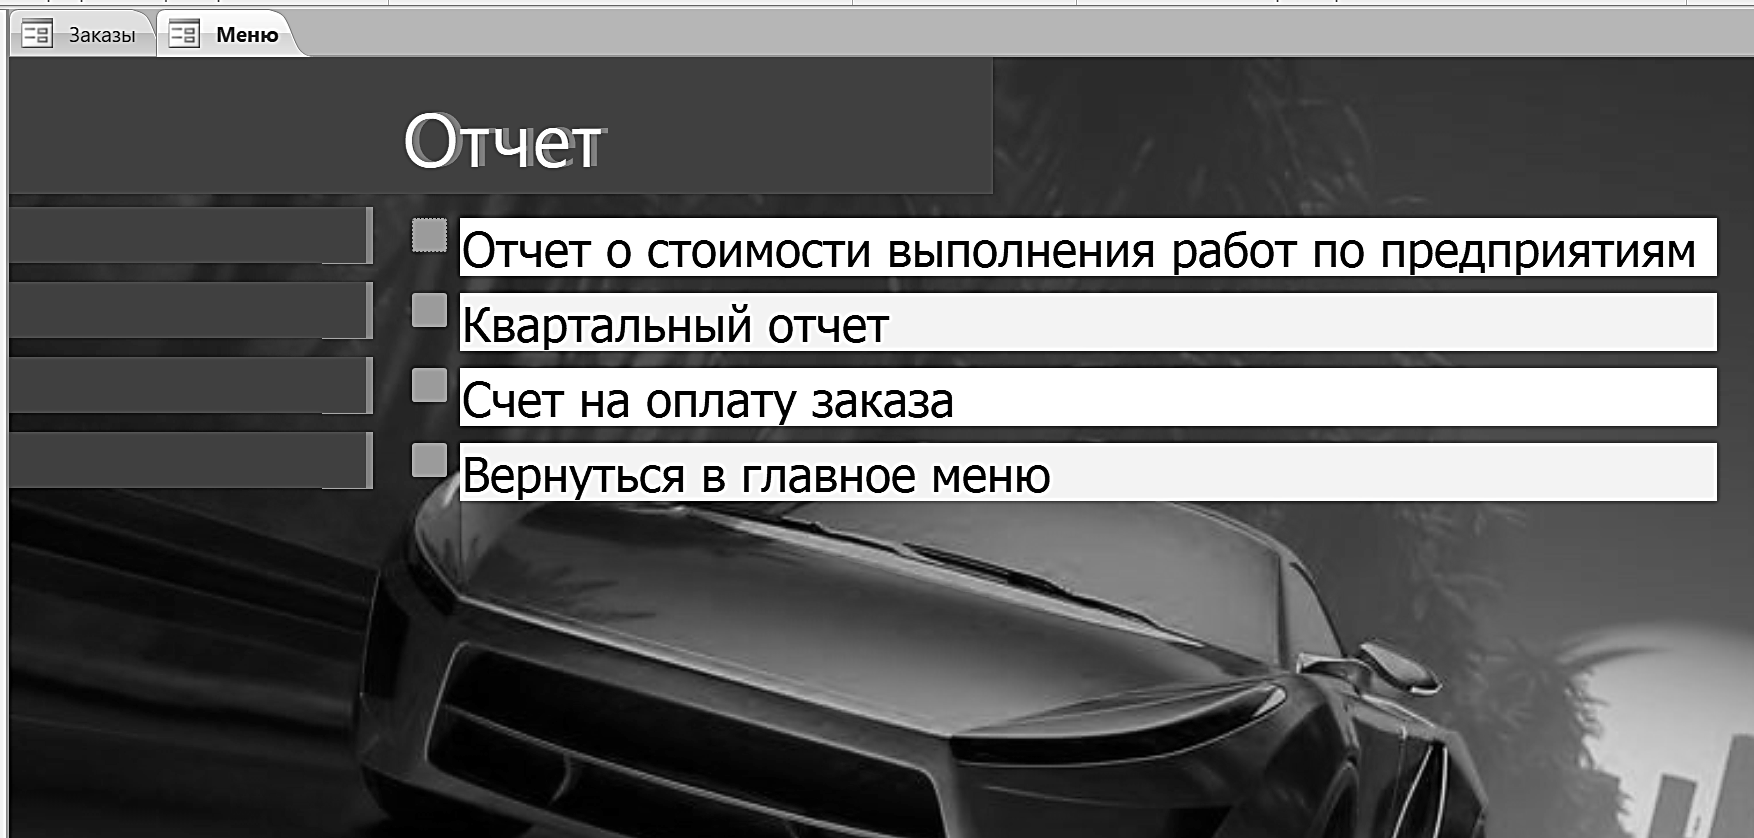 Заказы
Меню
Отчет
Отчет о стоимости выполнения работ по предприятиям
Квартальный отчет
Счет на оплату заказа
Вернуться в главное меню